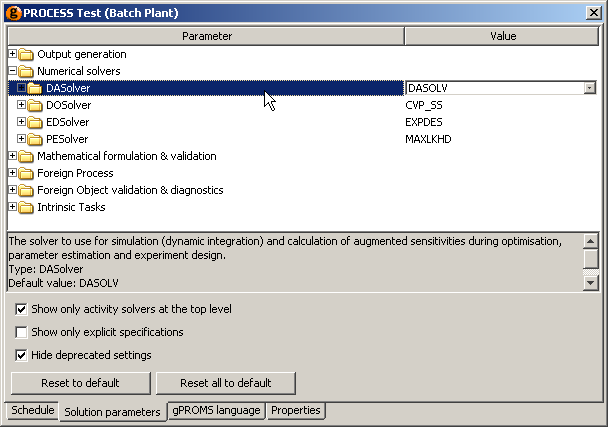 PROCESS Test (Batch Plant)
Parameter Value
Output generation
Numerical solvers
DASolver DASOLV
DOSolver CVP_SS
EDSolver EXPDES
PESolver MAXLKHD
Mathematical formulation & validation
Foreign Process
Foreign Object validation & diagnostics
Intrinsic Tasks
The solver to use for simulation (dynamic integration) and calculation of augmented sensitivities during optimisation,
parameter estimation and experiment design.
Type: DASolver
Default value: DASOLV
Show only activity solvers at the top level
Show only explicit specifications
Hide deprecated settings
Reset to default Reset all to default
Schedule Solution parameters gPROMS language Properties